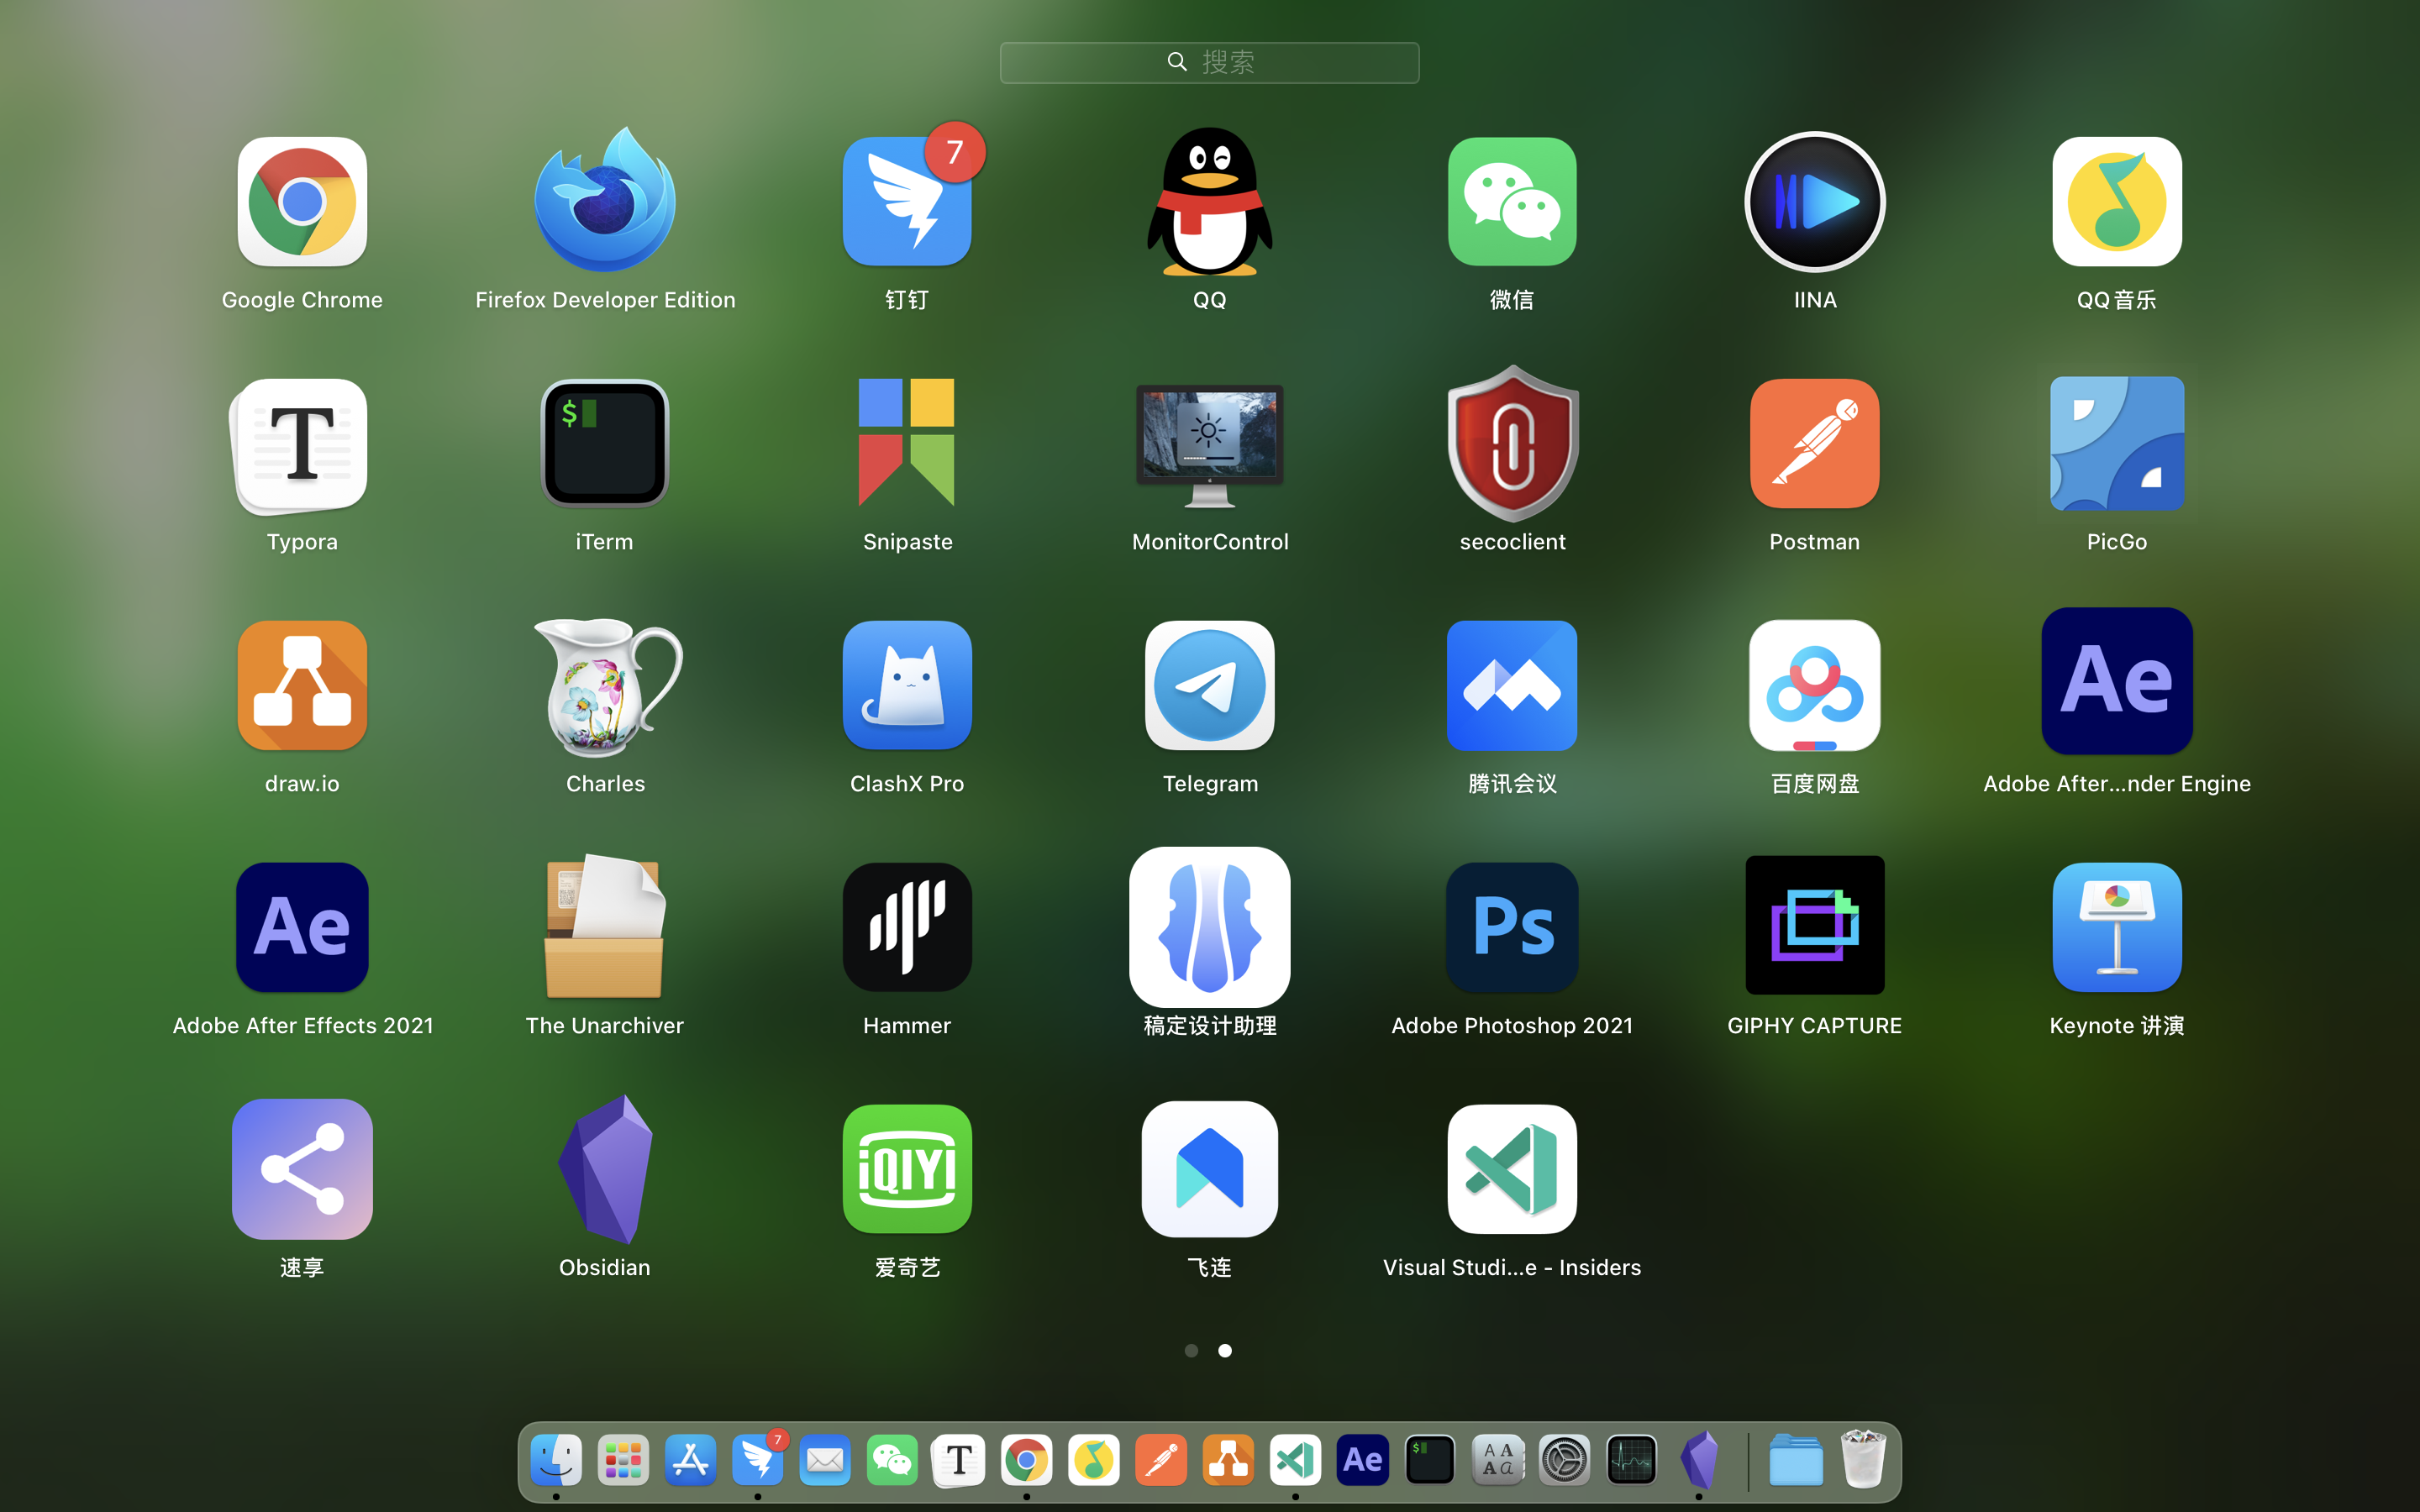 搜索
7
Google Chrome
Firefox Developer Edition
钉钉
QQ
微信
IINA
QQ音乐
T
$
Typora
iTerm
Snipaste
MonitorControl
secoclient
Postman
PicGo
Ae
draw.io
Charles
ClashX Pro
Telegram
腾讯会议
百度网盘
Adobe After...nder Engine
Ae
Ps
Adobe After Effects 2021
The Unarchiver
Hammer
稿定设计助理
Adobe Photoshop 2021
GIPHY CAPTURE
Keynote 讲演
iQIYI
速享
Obsidian
爱奇艺
飞连
Visual Studi...e - Insiders
7
T
Ae
$
A A
A a